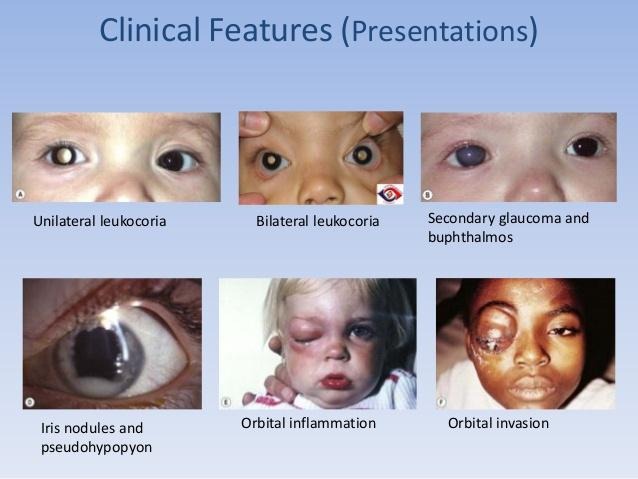 Clinical Features (Presentations)
A
B
Unilateral leukocoria
Bilateral leukocoria
Secondary glaucoma and
buphthalmos
D
E
F
Iris nodules and
pseudohypopyon
Orbital inflammation
Orbital invasion